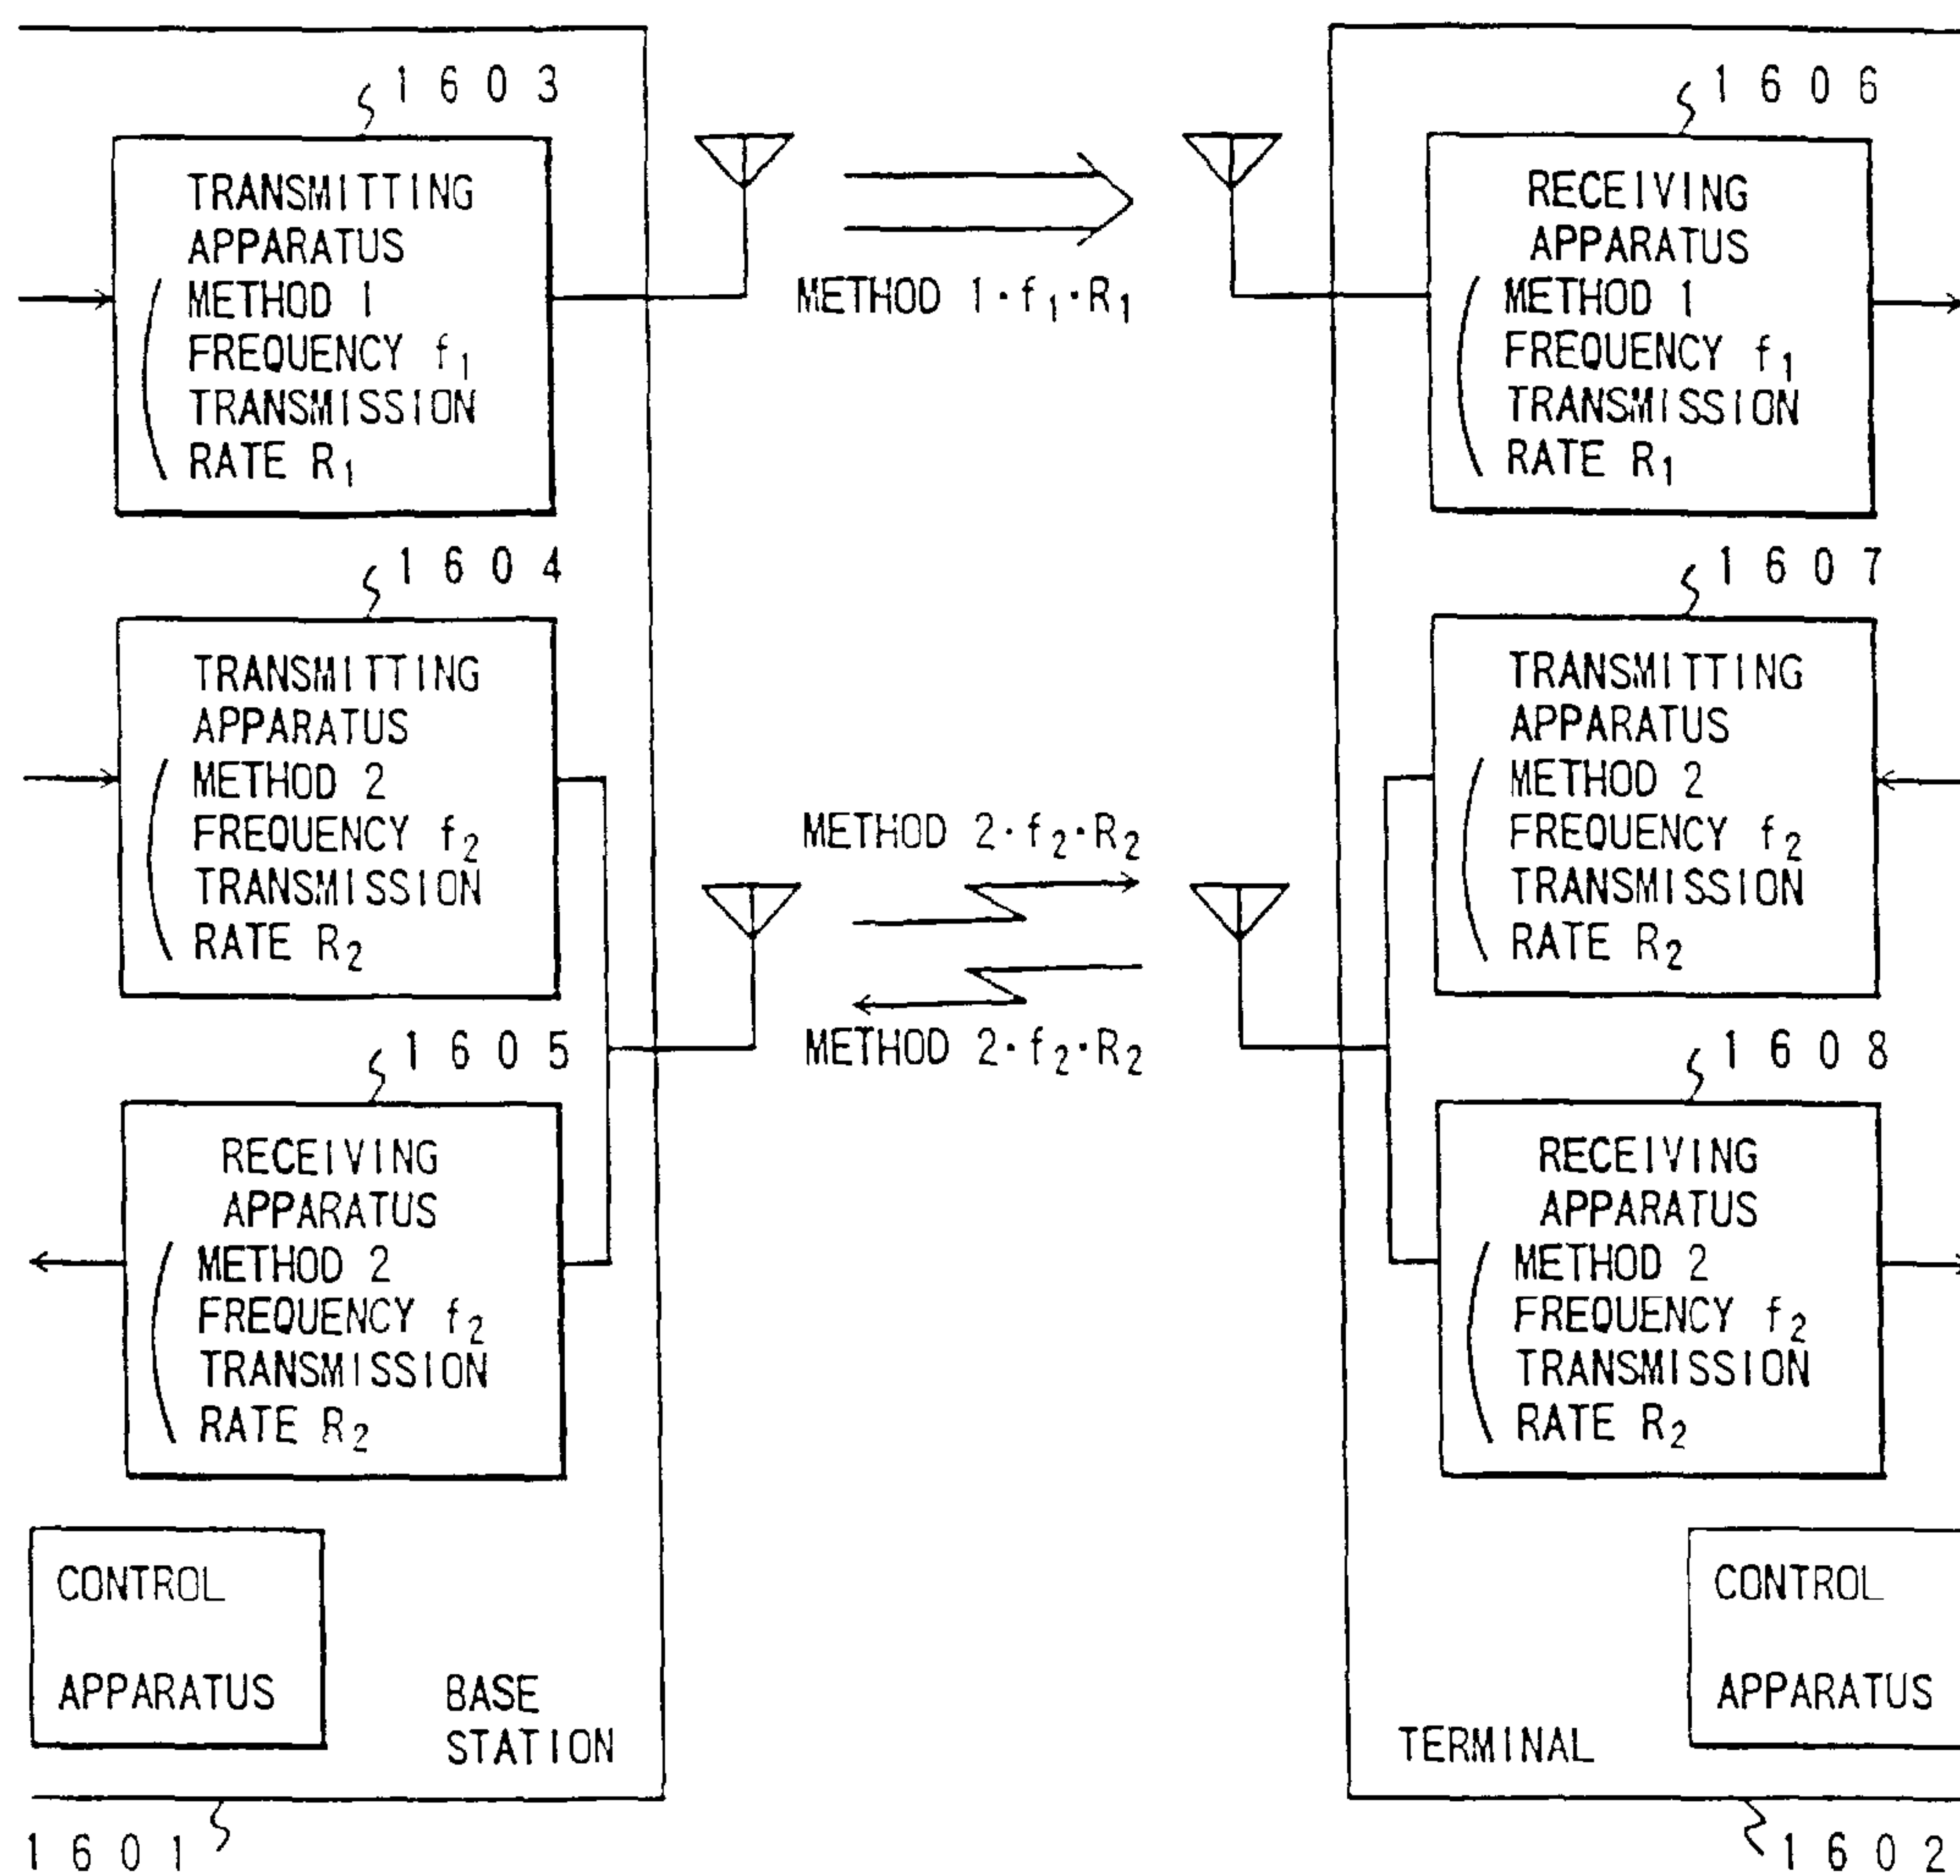 1603
TRANSMITTING
APPARATUS
METHOD 1
FREQUENCY f₁
TRANSMISSION
RATE R₁
METHOD 1·f₁·R₁
1606
RECEIVING
APPARATUS
METHOD 1
FREQUENCY f₁
TRANSMISSION
RATE R₁
1604
TRANSMITTING
APPARATUS
METHOD 2
FREQUENCY f₂
TRANSMISSION
RATE R₂
METHOD 2·f₂·R₂
METHOD 2·f₂·R₂
1607
TRANSMITTING
APPARATUS
METHOD 2
FREQUENCY f₂
TRANSMISSION
RATE R₂
1605
RECEIVING
APPARATUS
METHOD 2
FREQUENCY f₂
TRANSMISSION
RATE R₂
1608
RECEIVING
APPARATUS
METHOD 2
FREQUENCY f₂
TRANSMISSION
RATE R₂
CONTROL
APPARATUS
BASE
STATION
1601
TERMINAL
CONTROL
APPARATUS
1602